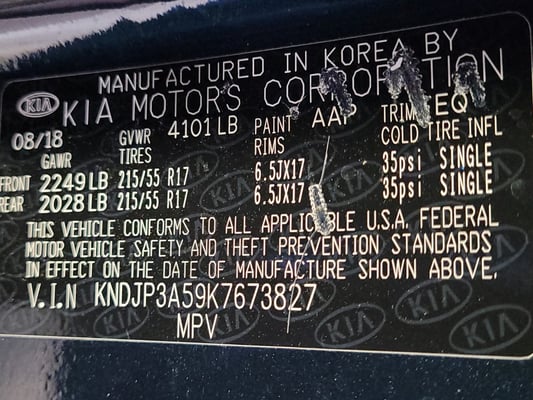 MANUFACTURED IN KOREA BY
KIA KIA MOTORS CORPORATION
08/18 GVWR 4101 LB PAINT AAP TRIM EQ
GAWR TIRES RIMS COLD TIRE INFL
FRONT 2249 LB 215/55 R17 6.5JX17 35psi SINGLE
REAR 2028 LB 215/55 R17 6.5JX17 35psi SINGLE
THIS VEHICLE CONFORMS TO ALL APPLICABLE U.S.A. FEDERAL
MOTOR VEHICLE SAFETY AND THEFT PREVENTION STANDARDS
IN EFFECT ON THE DATE OF MANUFACTURE SHOWN ABOVE.
V.I.N KNDJP3A59K7673827
MPV